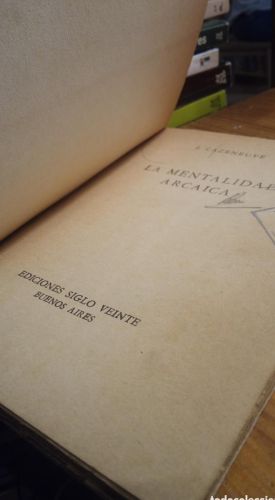 J. CAZENEUVE
LA MENTALIDAD
ARCAICA
EDICIONES SIGLO VEINTE
BUENOS AIRES